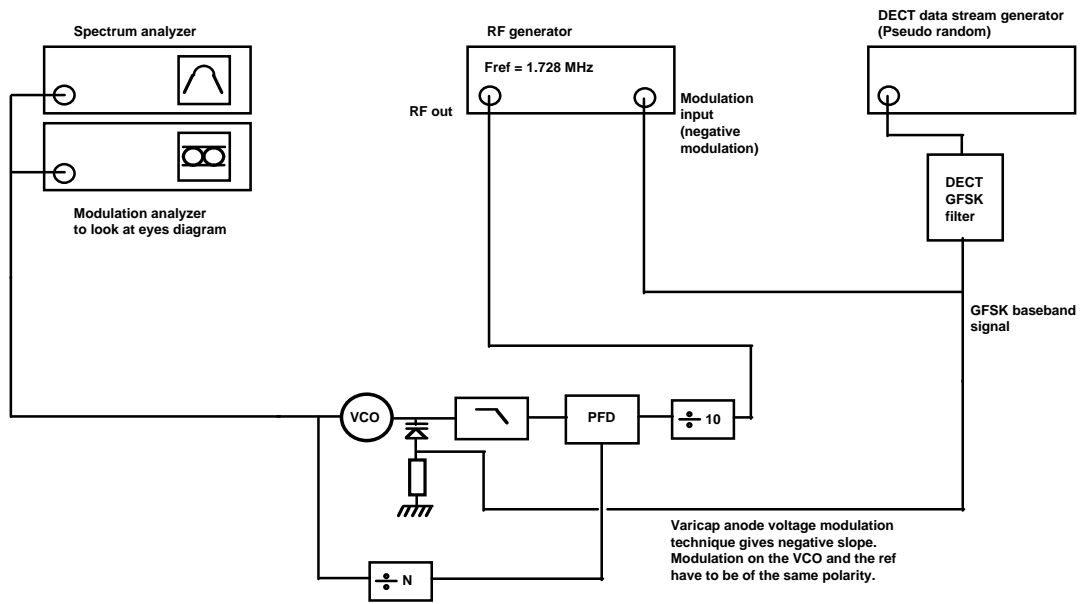 Spectrum analyzer
RF generator
DECT data stream generator
(Pseudo random)
Fref = 1.728 MHz
RF out
Modulation
input
(negative
modulation)
DECT
GFSK
filter
Modulation analyzer
to look at eyes diagram
GFSK baseband
signal
VCO
PFD
÷ 10
Varicap anode voltage modulation
technique gives negative slope.
Modulation on the VCO and the ref
have to be of the same polarity.
÷ N